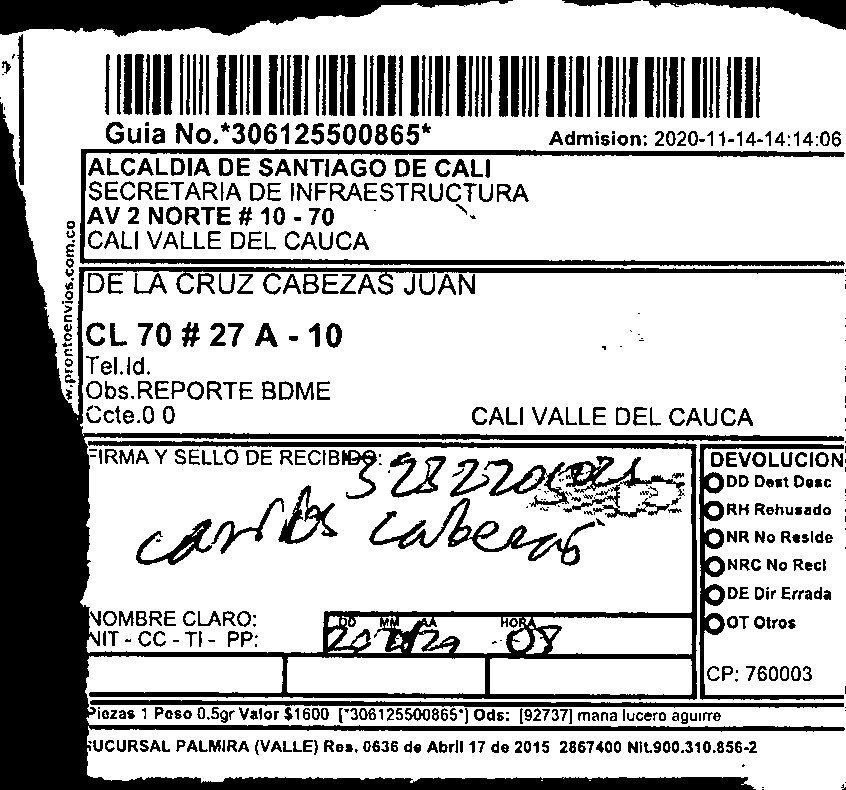 Guia No.*306125500865*
Admision: 2020-11-14-14:14:06
ALCALDIA DE SANTIAGO DE CALI
SECRETARIA DE INFRAESTRUCTURA
AV 2 NORTE # 10 - 70
CALI VALLE DEL CAUCA
w.prontoenvios.com.co
DE LA CRUZ CABEZAS JUAN
CL 70 # 27 A - 10
Tel.Id.
Obs.REPORTE BDME
Ccte.0 0
CALI VALLE DEL CAUCA
FIRMA Y SELLO DE RECIBIDO:
carlos cabezas
NOMBRE CLARO:
NIT - CC - TI - PP:
DD MM AA
HORA
08
DEVOLUCION
DD Dest Desc
RH Rehusado
NR No Reside
NRC No Recl
DE Dir Errada
OT Otros
CP: 760003
Piezas 1 Peso 0.5gr Valor $1600 [*306125500865*] Ods: [92737] maria lucero aguirre
SUCURSAL PALMIRA (VALLE) Res. 0636 de Abril 17 de 2015 2867400 Nit.900.310.856-2